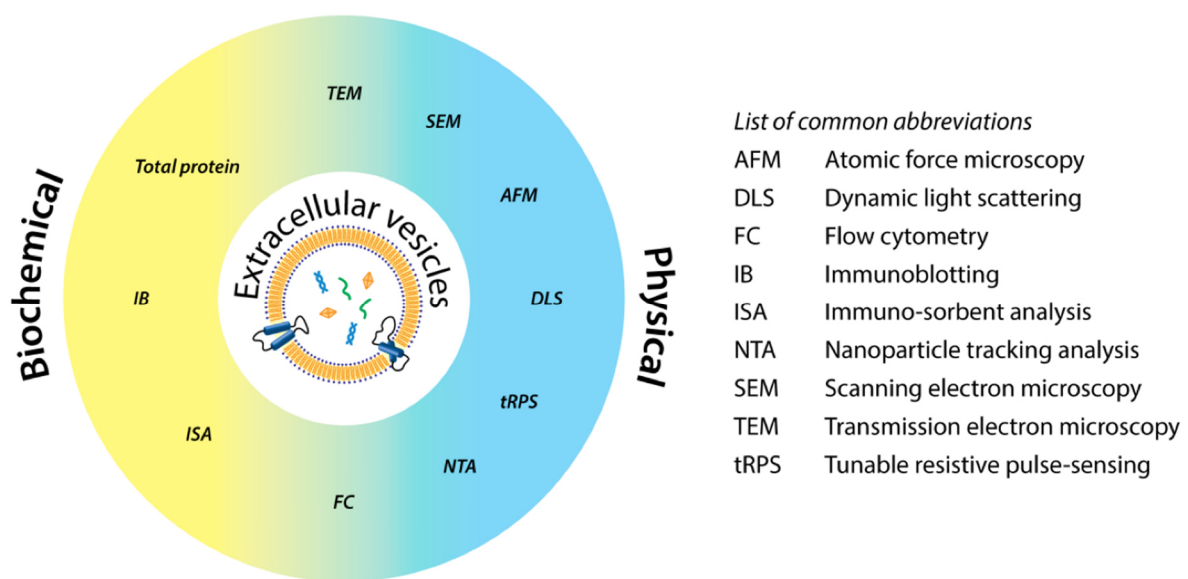 TEM
SEM
Total protein
AFM
Biochemical
Extracellular vesicles
Physical
IB
DLS
tRPS
ISA
NTA
FC
List of common abbreviations
AFM Atomic force microscopy
DLS Dynamic light scattering
FC Flow cytometry
IB Immunoblotting
ISA Immuno-sorbent analysis
NTA Nanoparticle tracking analysis
SEM Scanning electron microscopy
TEM Transmission electron microscopy
tRPS Tunable resistive pulse-sensing